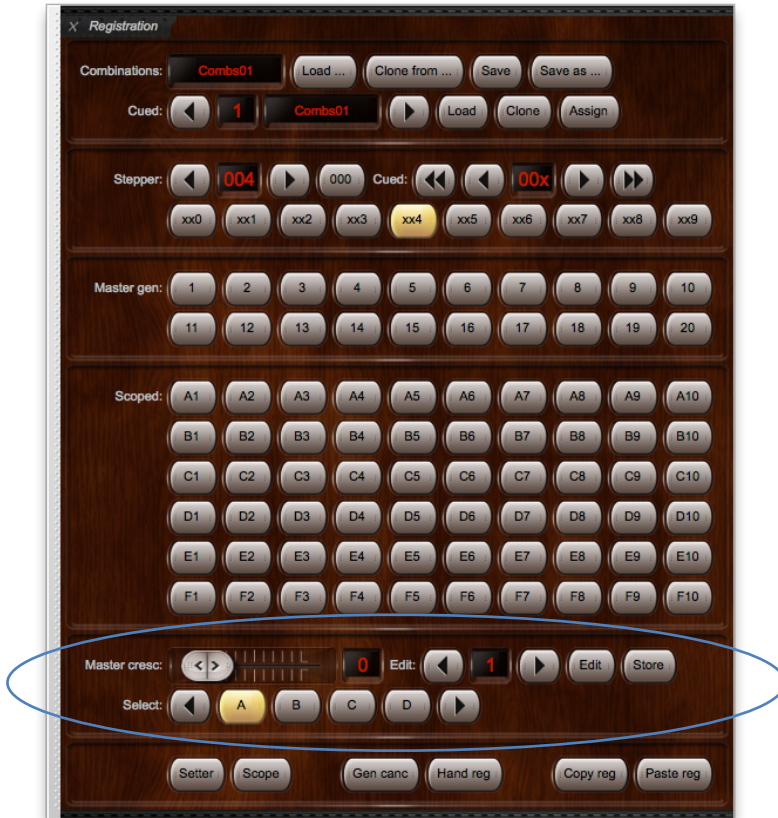 X Registration
Combinations: Combs01 Load ... Clone from ... Save Save as ...
Cued: 1 Combs01 Load Clone Assign
Stepper: 004 000 Cued: 00x
xx0 xx1 xx2 xx3 xx4 xx5 xx6 xx7 xx8 xx9
Master gen: 1 2 3 4 5 6 7 8 9 10
11 12 13 14 15 16 17 18 19 20
Scoped: A1 A2 A3 A4 A5 A6 A7 A8 A9 A10
B1 B2 B3 B4 B5 B6 B7 B8 B9 B10
C1 C2 C3 C4 C5 C6 C7 C8 C9 C10
D1 D2 D3 D4 D5 D6 D7 D8 D9 D10
E1 E2 E3 E4 E5 E6 E7 E8 E9 E10
F1 F2 F3 F4 F5 F6 F7 F8 F9 F10
Master cresc: < > 0 Edit: 1 Edit Store
Select: A B C D
Setter Scope Gen canc Hand reg Copy reg Paste reg